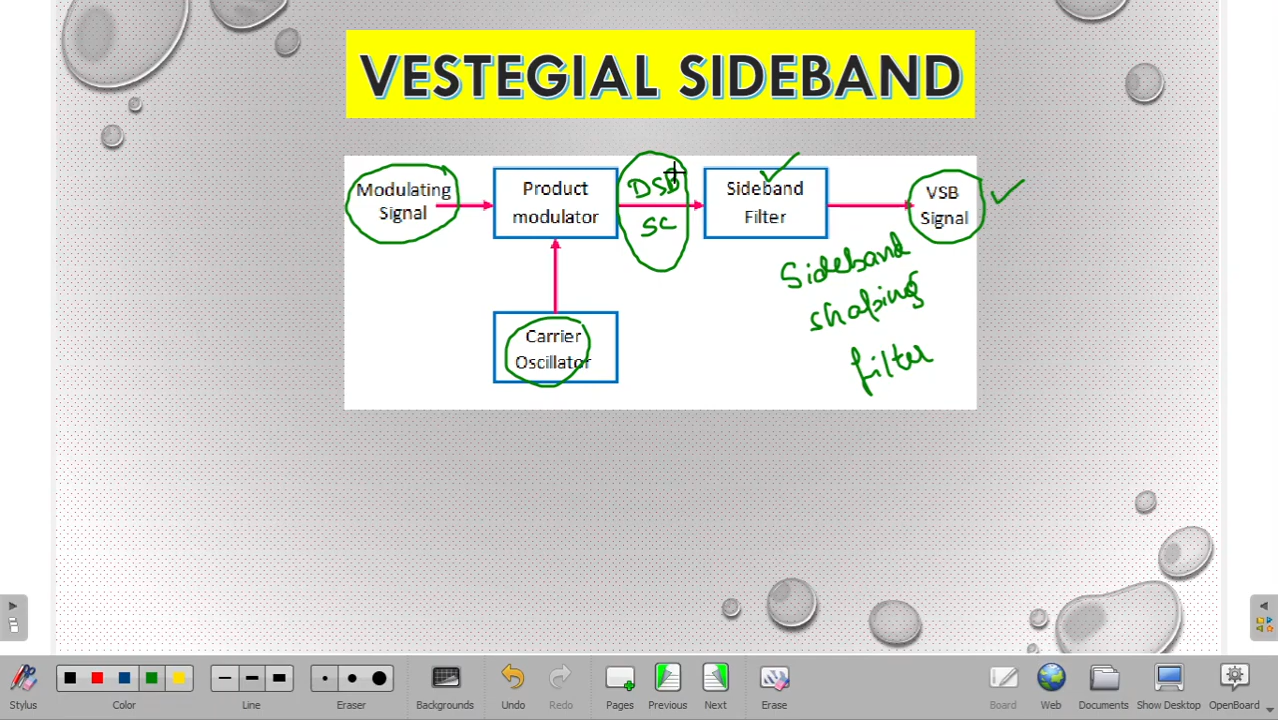 VESTEGIAL SIDEBAND
Modulating
Signal
Product
modulator
DSB
SC
Sideband
Filter
VSB
Signal
Sideband
shaping
filter
Carrier
Oscillator
Stylus
Color
Line
Eraser
Backgrounds
Undo
Redo
Pages
Previous
Next
Erase
Board
Web
Documents
Show Desktop
OpenBoard